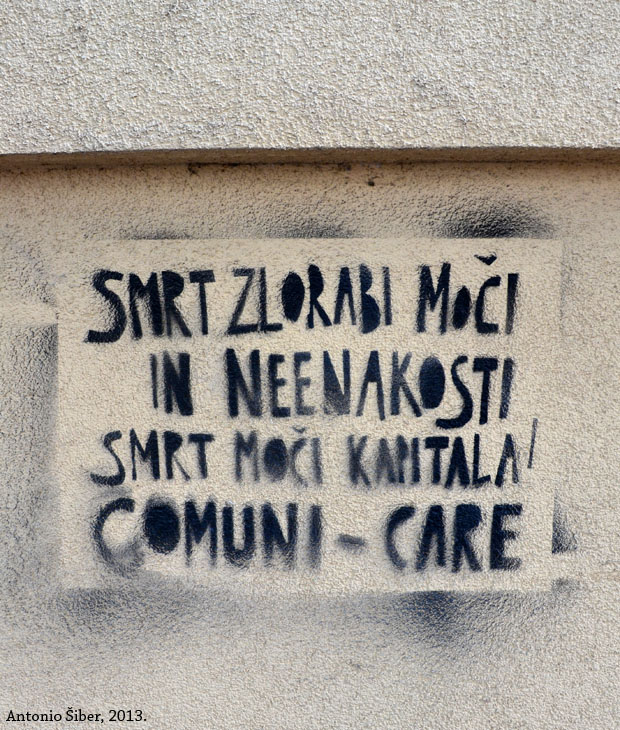 SMRT ZLORABI MOČI
IN NEENAKOSTI
SMRT MOČI KAPITALA
COMUNI - CARE
Antonio Šiber, 2013.